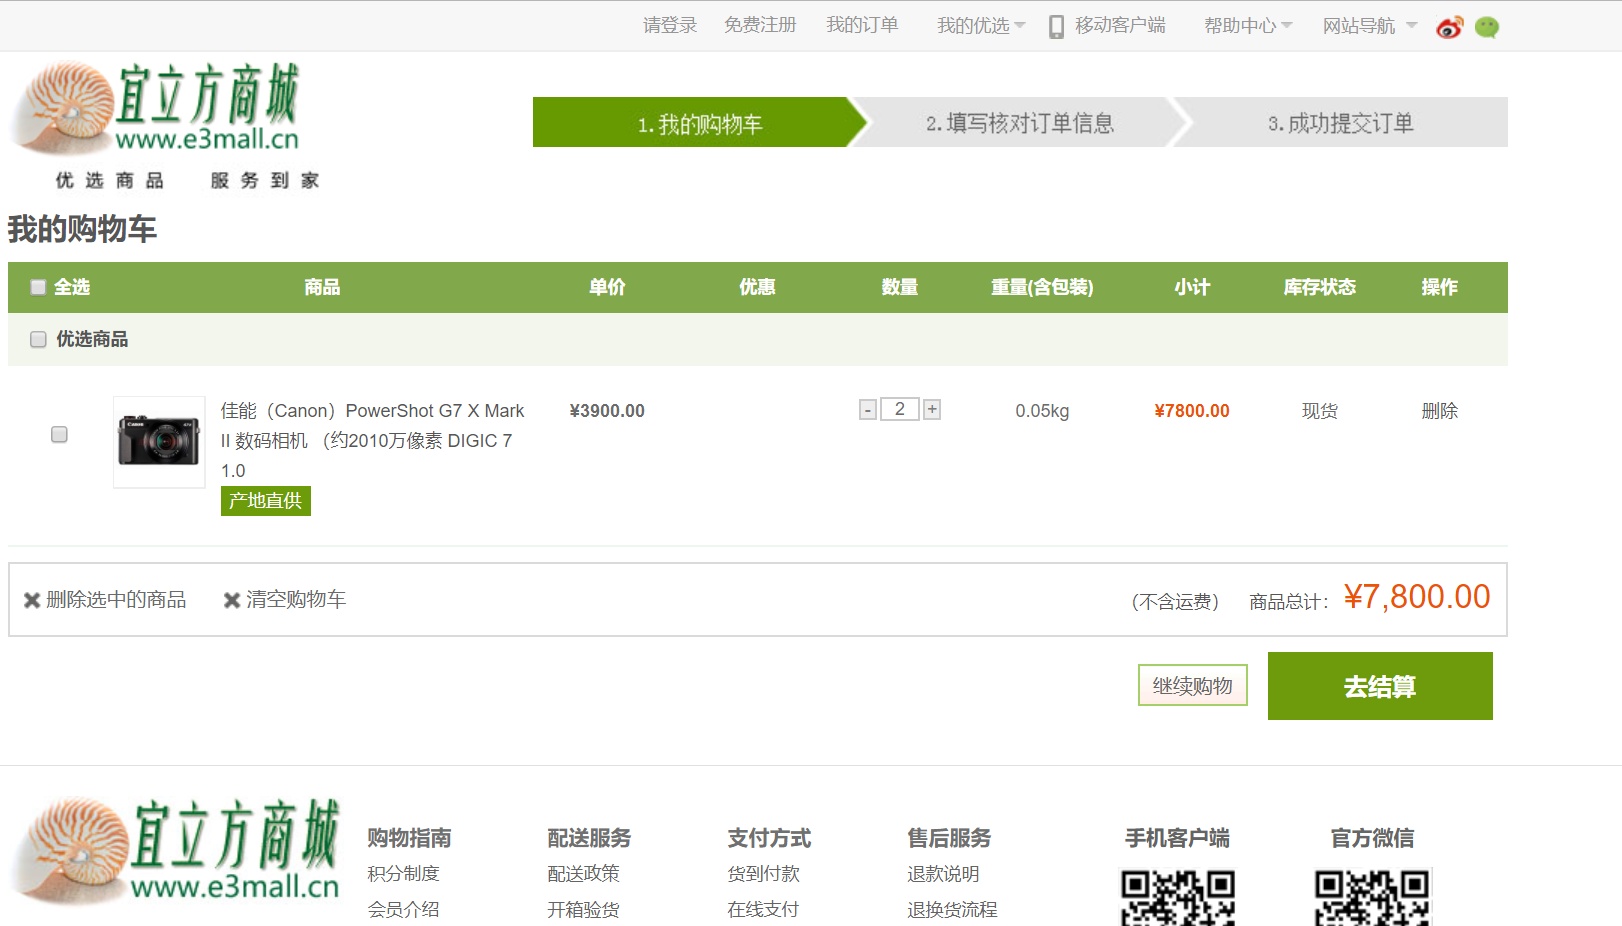 请登录 免费注册 我的订单 我的优选 移动客户端 帮助中心 网站导航
宜立方商城
www.e3mall.cn
优选商品 服务到家
1.我的购物车 2.填写核对订单信息 3.成功提交订单
我的购物车
全选 商品 单价 优惠 数量 重量(含包装) 小计 库存状态 操作
优选商品
Canon
佳能（Canon）PowerShot G7 X Mark ¥3900.00 - 2 + 0.05kg ¥7800.00 现货 删除
II 数码相机 （约2010万像素 DIGIC 7
1.0
产地直供
删除选中的商品 清空购物车 （不含运费） 商品总计： ¥7,800.00
继续购物 去结算
宜立方商城
www.e3mall.cn
购物指南 配送服务 支付方式 售后服务 手机客户端 官方微信
积分制度 配送政策 货到付款 退款说明
会员介绍 开箱验货 在线支付 退换货流程